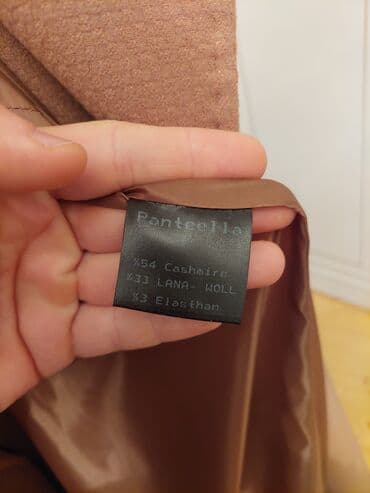 Panteella
%54 Cashmire
%33 LANA- WOLL
%3 Elasthan